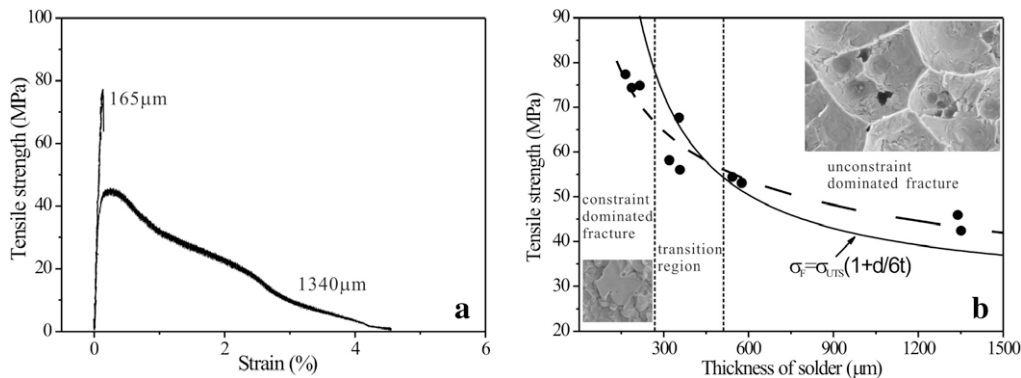 100
80
60
40
20
0
Tensile strength (MPa)
165μm
1340μm
a
0
2
4
6
Strain (%)
90
80
70
60
50
40
30
20
Tensile strength (MPa)
b
unconstraint
dominated fracture
constraint
dominated
fracture
transition
region
σF=σUTS(1+d/6t)
300
600
900
1200
1500
Thickness of solder (μm)